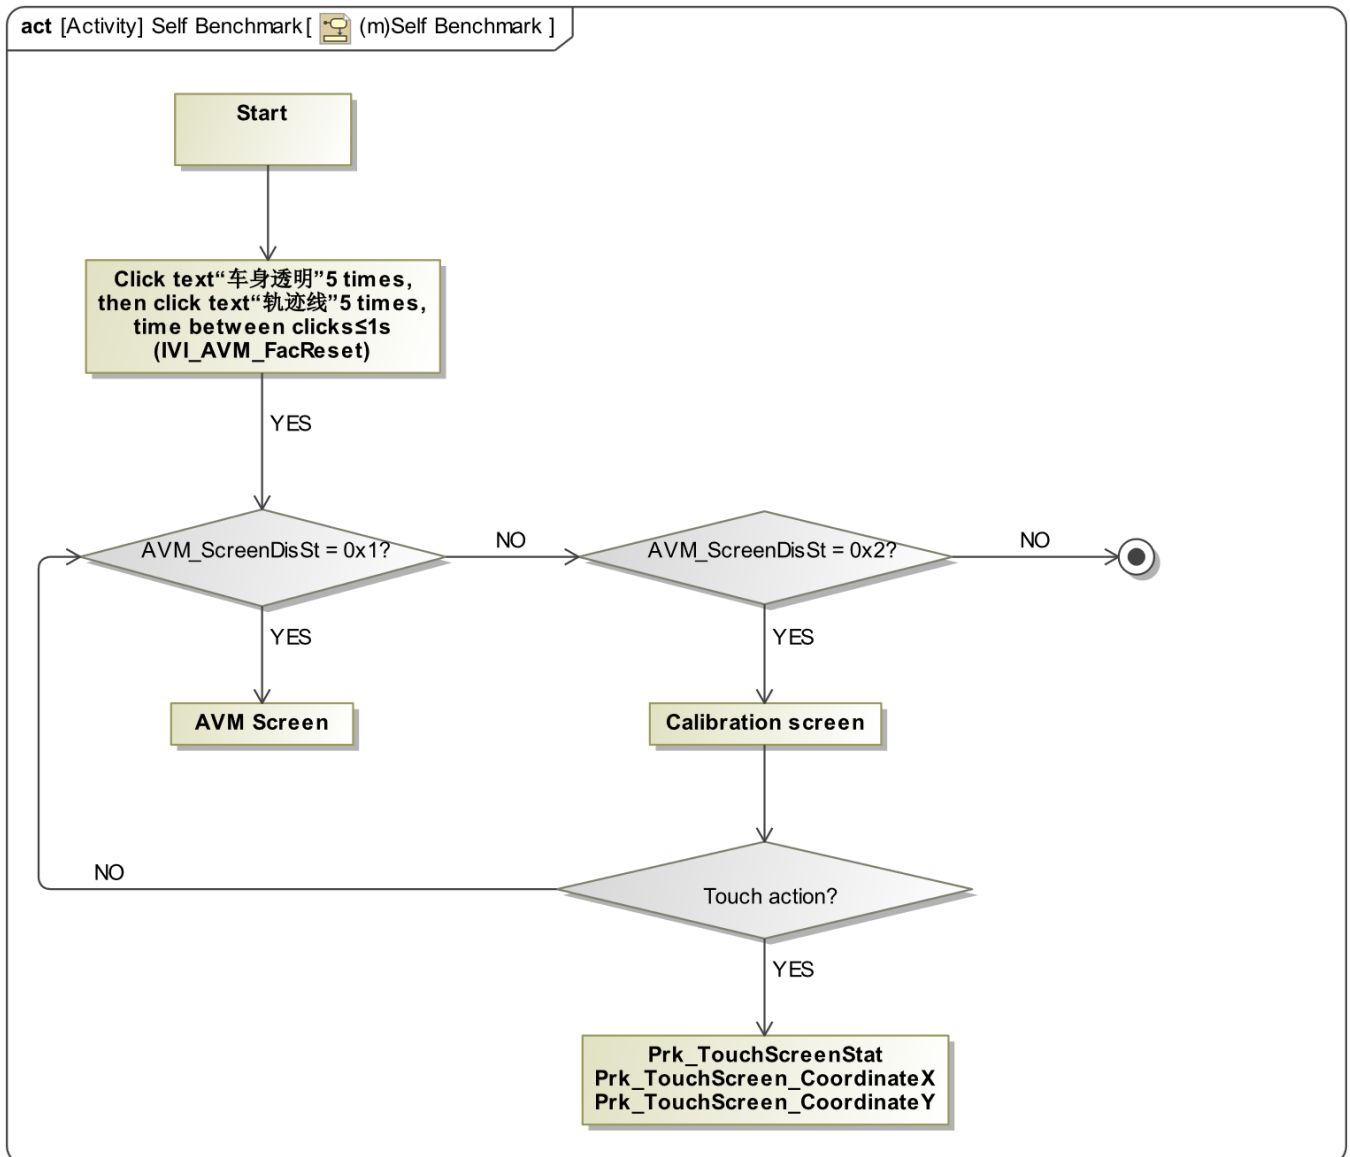 act [Activity] Self Benchmark[ (m)Self Benchmark ]
Start
Click text“车身透明”5 times,
then click text“轨迹线”5 times,
time between clicks≤1s
(IVI_AVM_FacReset)
YES
AVM_ScreenDisSt = 0x1?
NO
AVM_ScreenDisSt = 0x2?
NO
YES
YES
AVM Screen
Calibration screen
NO
Touch action?
YES
Prk_TouchScreenStat
Prk_TouchScreen_CoordinateX
Prk_TouchScreen_CoordinateY